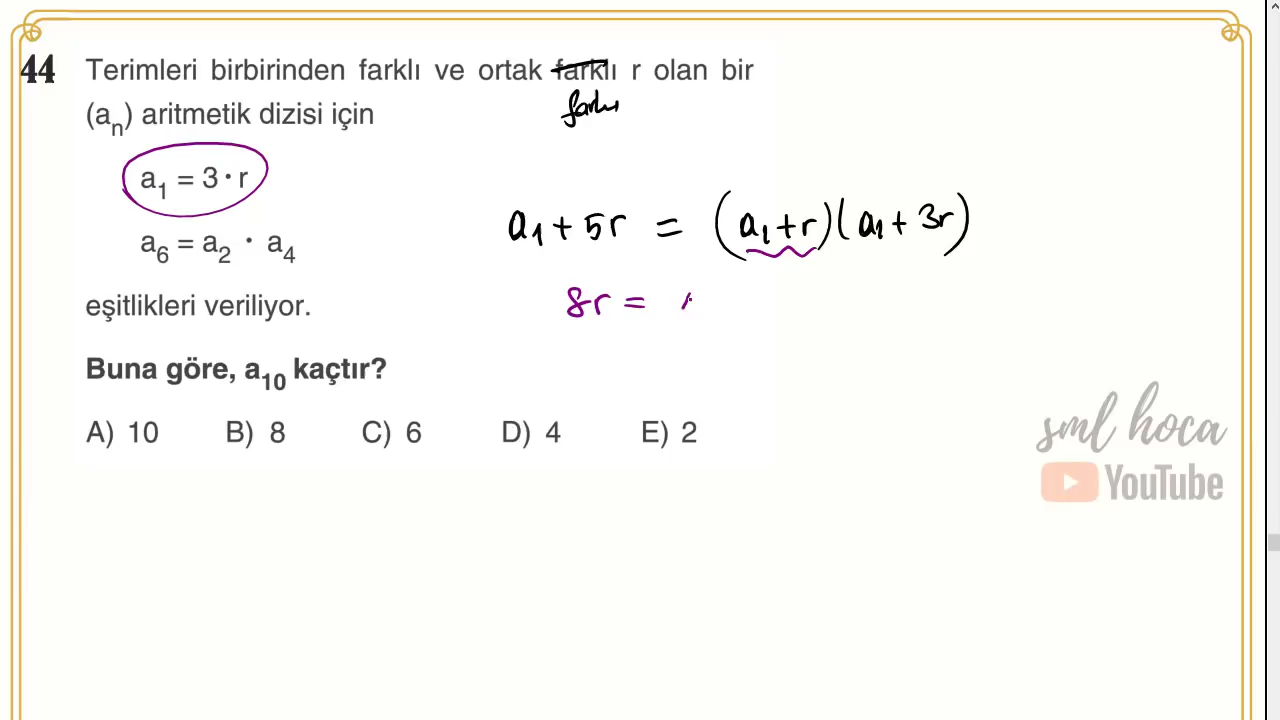 44 Terimleri birbirinden farklı ve ortak farklı r olan bir
farkı
(aₙ) aritmetik dizisi için
a₁ = 3 · r
a₆ = a₂ · a₄
a₁ + 5r = (a₁ + r)(a₁ + 3r)
8r =
eşitlikleri veriliyor.
Buna göre, a₁₀ kaçtır?
A) 10 B) 8 C) 6 D) 4 E) 2
sml hoca
YouTube